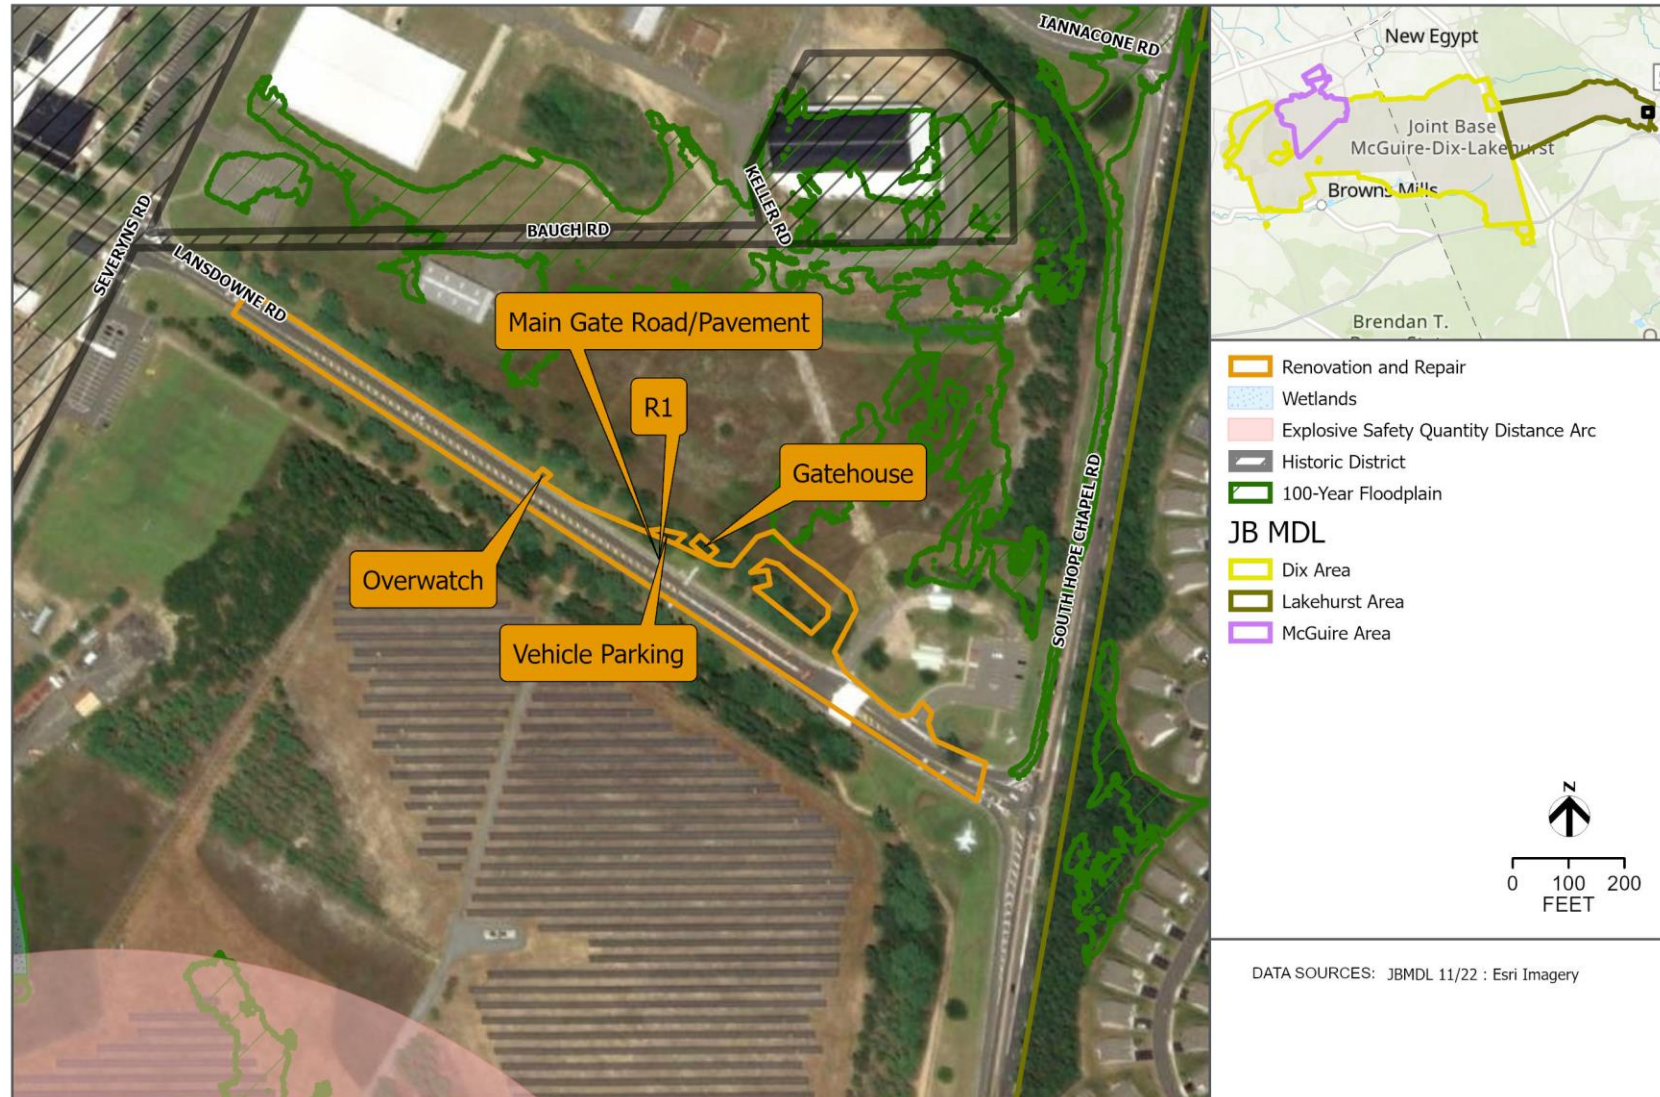 IANNACONE RD
KELLER RD
BAUCH RD
SEVERYNS RD
LANSDOWNE RD
Main Gate Road/Pavement
R1
Gatehouse
SOUTH HOPE CHAPEL RD
Overwatch
Vehicle Parking
New Egypt
Joint Base
McGuire-Dix-Lakehurst
Browns Mills
Brendan T.
Renovation and Repair
Wetlands
Explosive Safety Quantity Distance Arc
Historic District
100-Year Floodplain
JB MDL
Dix Area
Lakehurst Area
McGuire Area
N
0 100 200
FEET
DATA SOURCES: JBMDL 11/22 : Esri Imagery